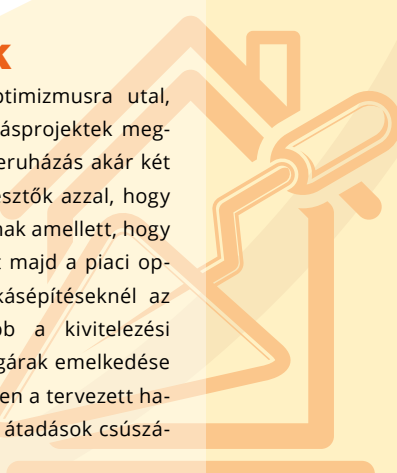 k
ptimizmusra utal,
ásprojektek meg-
eruházás akár két
esztők azzal, hogy
nak amellett, hogy
t majd a piaci op-
kásépítéseknél az
bb a kivitelezési
gárak emelkedése
en a tervezett ha-
átadások csúszá-